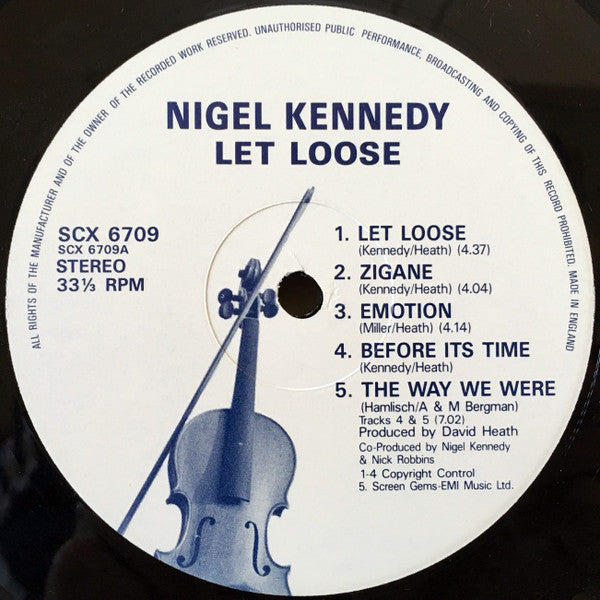 ALL RIGHTS OF THE MANUFACTURER AND OF THE OWNER OF THE RECORDED WORK RESERVED. UNAUTHORISED PUBLIC PERFORMANCE, BROADCASTING AND COPYING OF THIS RECORD PROHIBITED. MADE IN ENGLAND
NIGEL KENNEDY
LET LOOSE
SCX 6709
SCX 6709A
STEREO
33⅓ RPM
1. LET LOOSE
(Kennedy/Heath) (4.37)
2. ZIGANE
(Kennedy/Heath) (4.04)
3. EMOTION
(Miller/Heath) (4.14)
4. BEFORE ITS TIME
(Kennedy/Heath)
5. THE WAY WE WERE
(Hamlisch/A & M Bergman)
Tracks 4 & 5 (7.02)
Produced by David Heath
Co-Produced by Nigel Kennedy
& Nick Robbins
1-4 Copyright Control
5. Screen Gems-EMI Music Ltd.